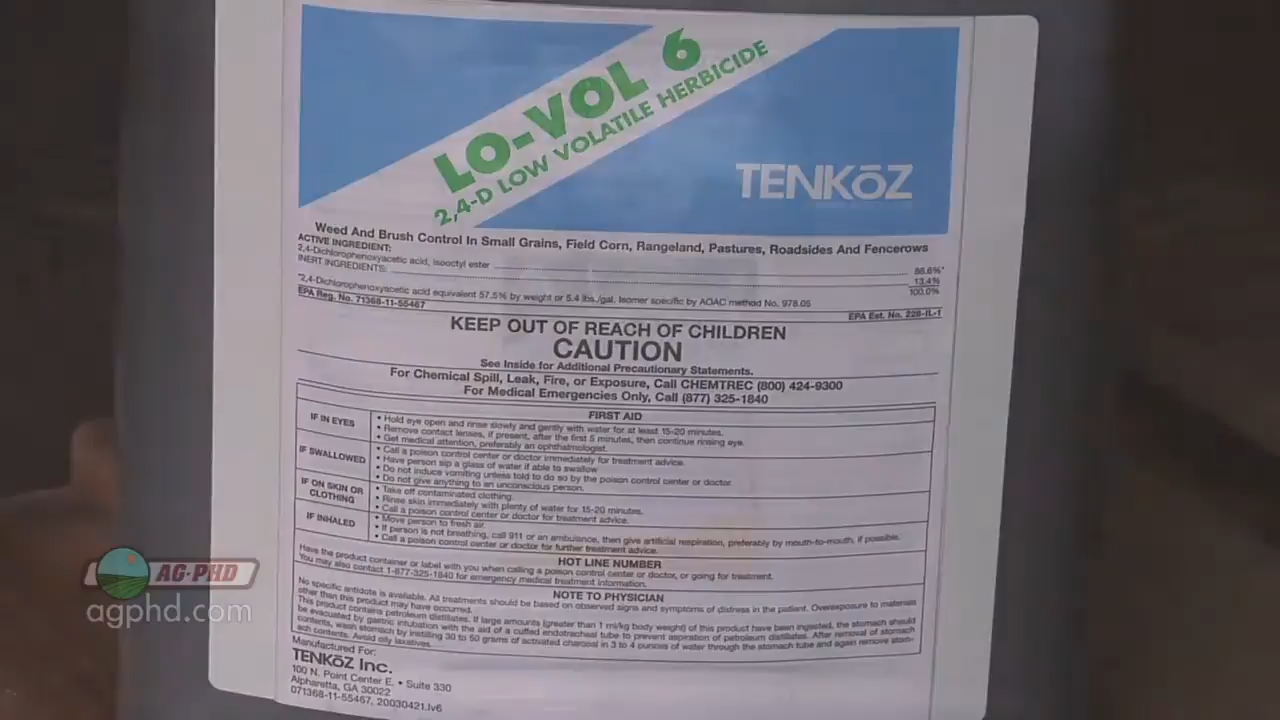 LO-VOL 6
2,4-D LOW VOLATILE HERBICIDE
TENKōZ
Weed And Brush Control In Small Grains, Field Corn, Rangeland, Pastures, Roadsides And Fencerows
ACTIVE INGREDIENT:
2,4-Dichlorophenoxyacetic acid, isooctyl ester 86.6%*
INERT INGREDIENTS: 13.4%
100.0%
*2,4-Dichlorophenoxyacetic acid equivalent 57.5% by weight or 5.4 lbs./gal. Isomer specific by AOAC method No. 978.05
EPA Reg. No. 71368-11-55467 EPA Est. No. 228-IL-1
KEEP OUT OF REACH OF CHILDREN
CAUTION
See Inside for Additional Precautionary Statements.
For Chemical Spill, Leak, Fire, or Exposure, Call CHEMTREC (800) 424-9300
For Medical Emergencies Only, Call (877) 325-1840
FIRST AID
IF IN EYES
• Hold eye open and rinse slowly and gently with water for at least 15-20 minutes.
• Remove contact lenses, if present, after the first 5 minutes, then continue rinsing eye.
• Get medical attention, preferably an ophthalmologist.
IF SWALLOWED
• Call a poison control center or doctor immediately for treatment advice.
• Have person sip a glass of water if able to swallow
• Do not induce vomiting unless told to do so by the poison control center or doctor
• Do not give anything to an unconscious person.
IF ON SKIN OR
CLOTHING
• Take off contaminated clothing.
• Rinse skin immediately with plenty of water for 15-20 minutes.
• Call a poison control center or doctor for treatment advice.
IF INHALED
• Move person to fresh air.
• If person is not breathing, call 911 or an ambulance, then give artificial respiration, preferably by mouth-to-mouth, if possible.
• Call a poison control center or doctor for further treatment advice.
HOT LINE NUMBER
Have the product container or label with you when calling a poison control center or doctor, or going for treatment.
You may also contact 1-877-325-1840 for emergency medical treatment information.
NOTE TO PHYSICIAN
No specific antidote is available. All treatments should be based on observed signs and symptoms of distress in the patient. Overexposure to materials
other than this product may have occurred.
This product contains petroleum distillates. If large amounts (greater than 1 ml/kg body weight) of this product have been ingested, the stomach should
be evacuated by gastric intubation with the aid of a cuffed endotracheal tube to prevent aspiration of petroleum distillates. After removal of stomach
contents, wash stomach by instilling 30 to 50 grams of activated charcoal in 3 to 4 ounces of water through the stomach tube and again remove stom-
ach contents. Avoid oily laxatives.
Manufactured For:
TENKōZ Inc.
100 N. Point Center E. • Suite 330
Alpharetta, GA 30022
071368-11-55467, 20030421.lv6
AG-PHD
agphd.com